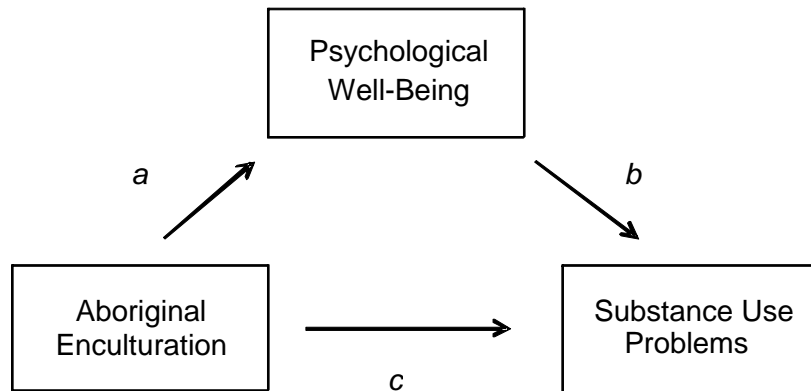 Psychological
Well-Being
a
b
Aboriginal
Enculturation
Substance Use
Problems
c